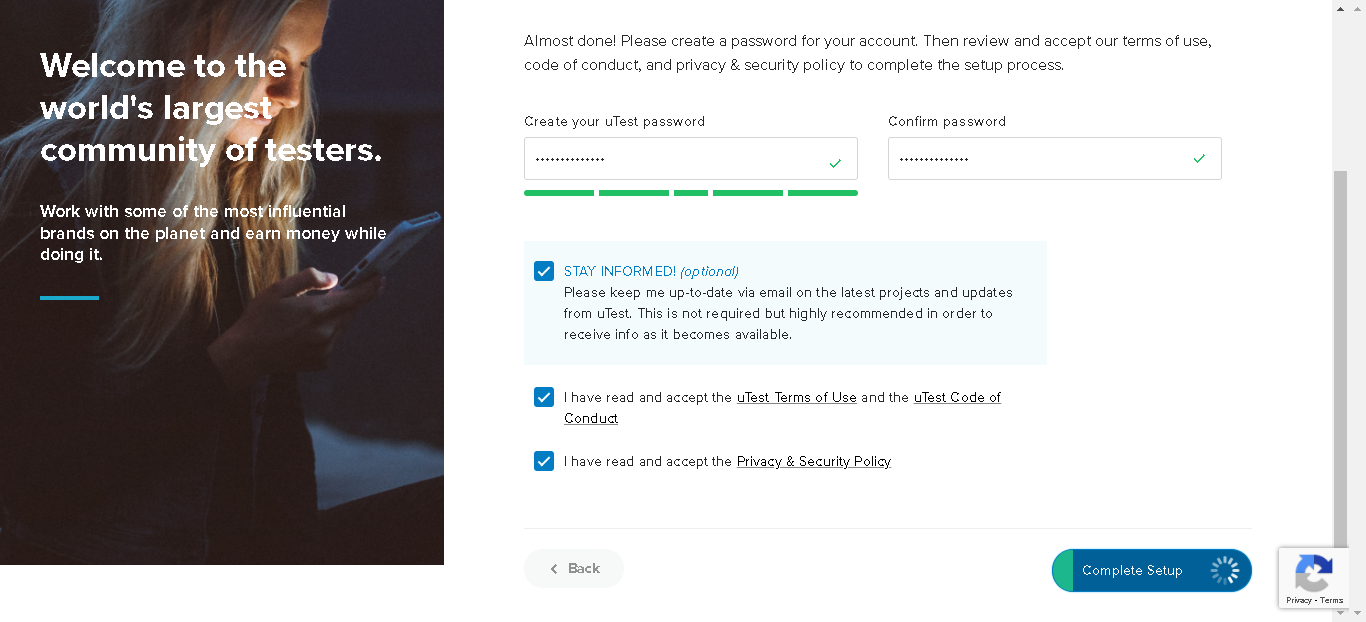 Welcome to the
world's largest
community of testers.
Work with some of the most influential
brands on the planet and earn money while
doing it.
Almost done! Please create a password for your account. Then review and accept our terms of use,
code of conduct, and privacy & security policy to complete the setup process.
Create your uTest password
Confirm password
••••••••••••••
••••••••••••••
STAY INFORMED! (optional)
Please keep me up-to-date via email on the latest projects and updates
from uTest. This is not required but highly recommended in order to
receive info as it becomes available.
I have read and accept the uTest Terms of Use and the uTest Code of
Conduct
I have read and accept the Privacy & Security Policy
Back
Complete Setup
Privacy - Terms